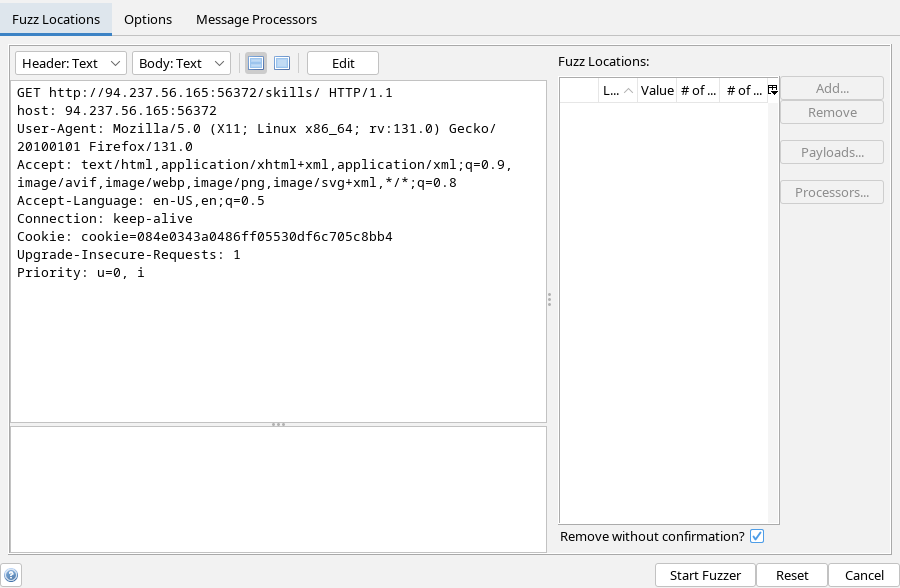 Fuzz Locations Options Message Processors
Header: Text Body: Text Edit Fuzz Locations:
GET http://94.237.56.165:56372/skills/ HTTP/1.1
host: 94.237.56.165:56372
User-Agent: Mozilla/5.0 (X11; Linux x86_64; rv:131.0) Gecko/
20100101 Firefox/131.0
Accept: text/html,application/xhtml+xml,application/xml;q=0.9,
image/avif,image/webp,image/png,image/svg+xml,*/*;q=0.8
Accept-Language: en-US,en;q=0.5
Connection: keep-alive
Cookie: cookie=084e0343a0486ff05530df6c705c8bb4
Upgrade-Insecure-Requests: 1
Priority: u=0, i
L... Value # of ... # of ...
Add...
Remove
Payloads...
Processors...
Remove without confirmation?
Start Fuzzer Reset Cancel